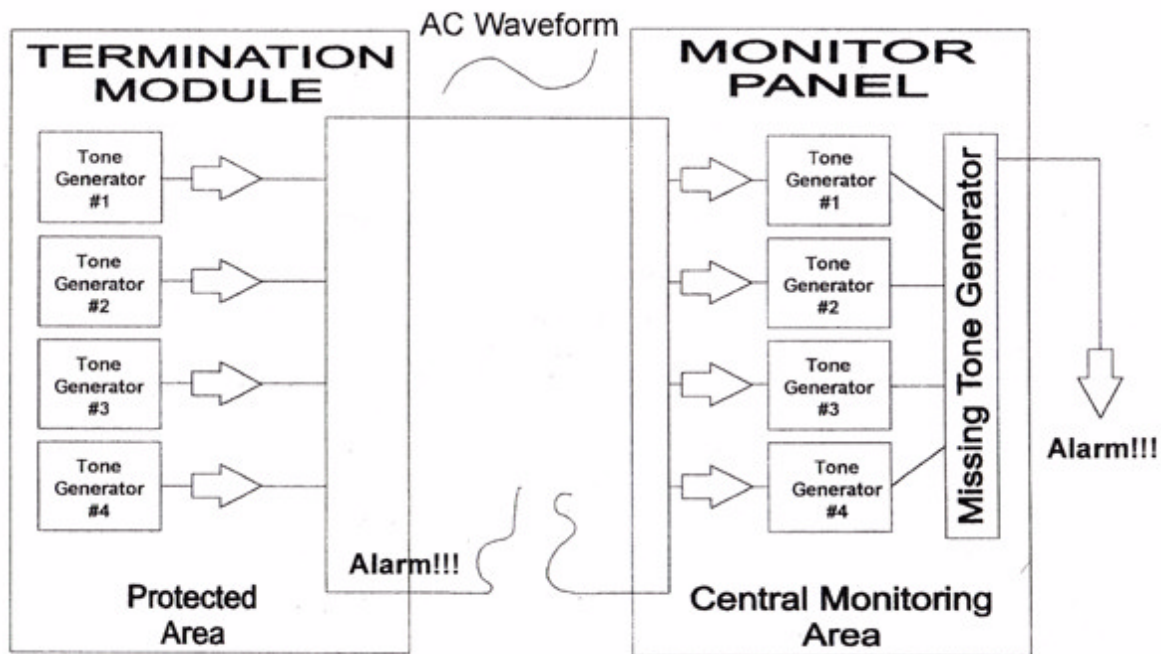 AC Waveform
TERMINATION
MODULE
Tone
Generator
#1
Tone
Generator
#2
Tone
Generator
#3
Tone
Generator
#4
Alarm!!!
Protected
Area
MONITOR
PANEL
Tone
Generator
#1
Tone
Generator
#2
Tone
Generator
#3
Tone
Generator
#4
Missing Tone Generator
Central Monitoring
Area
Alarm!!!